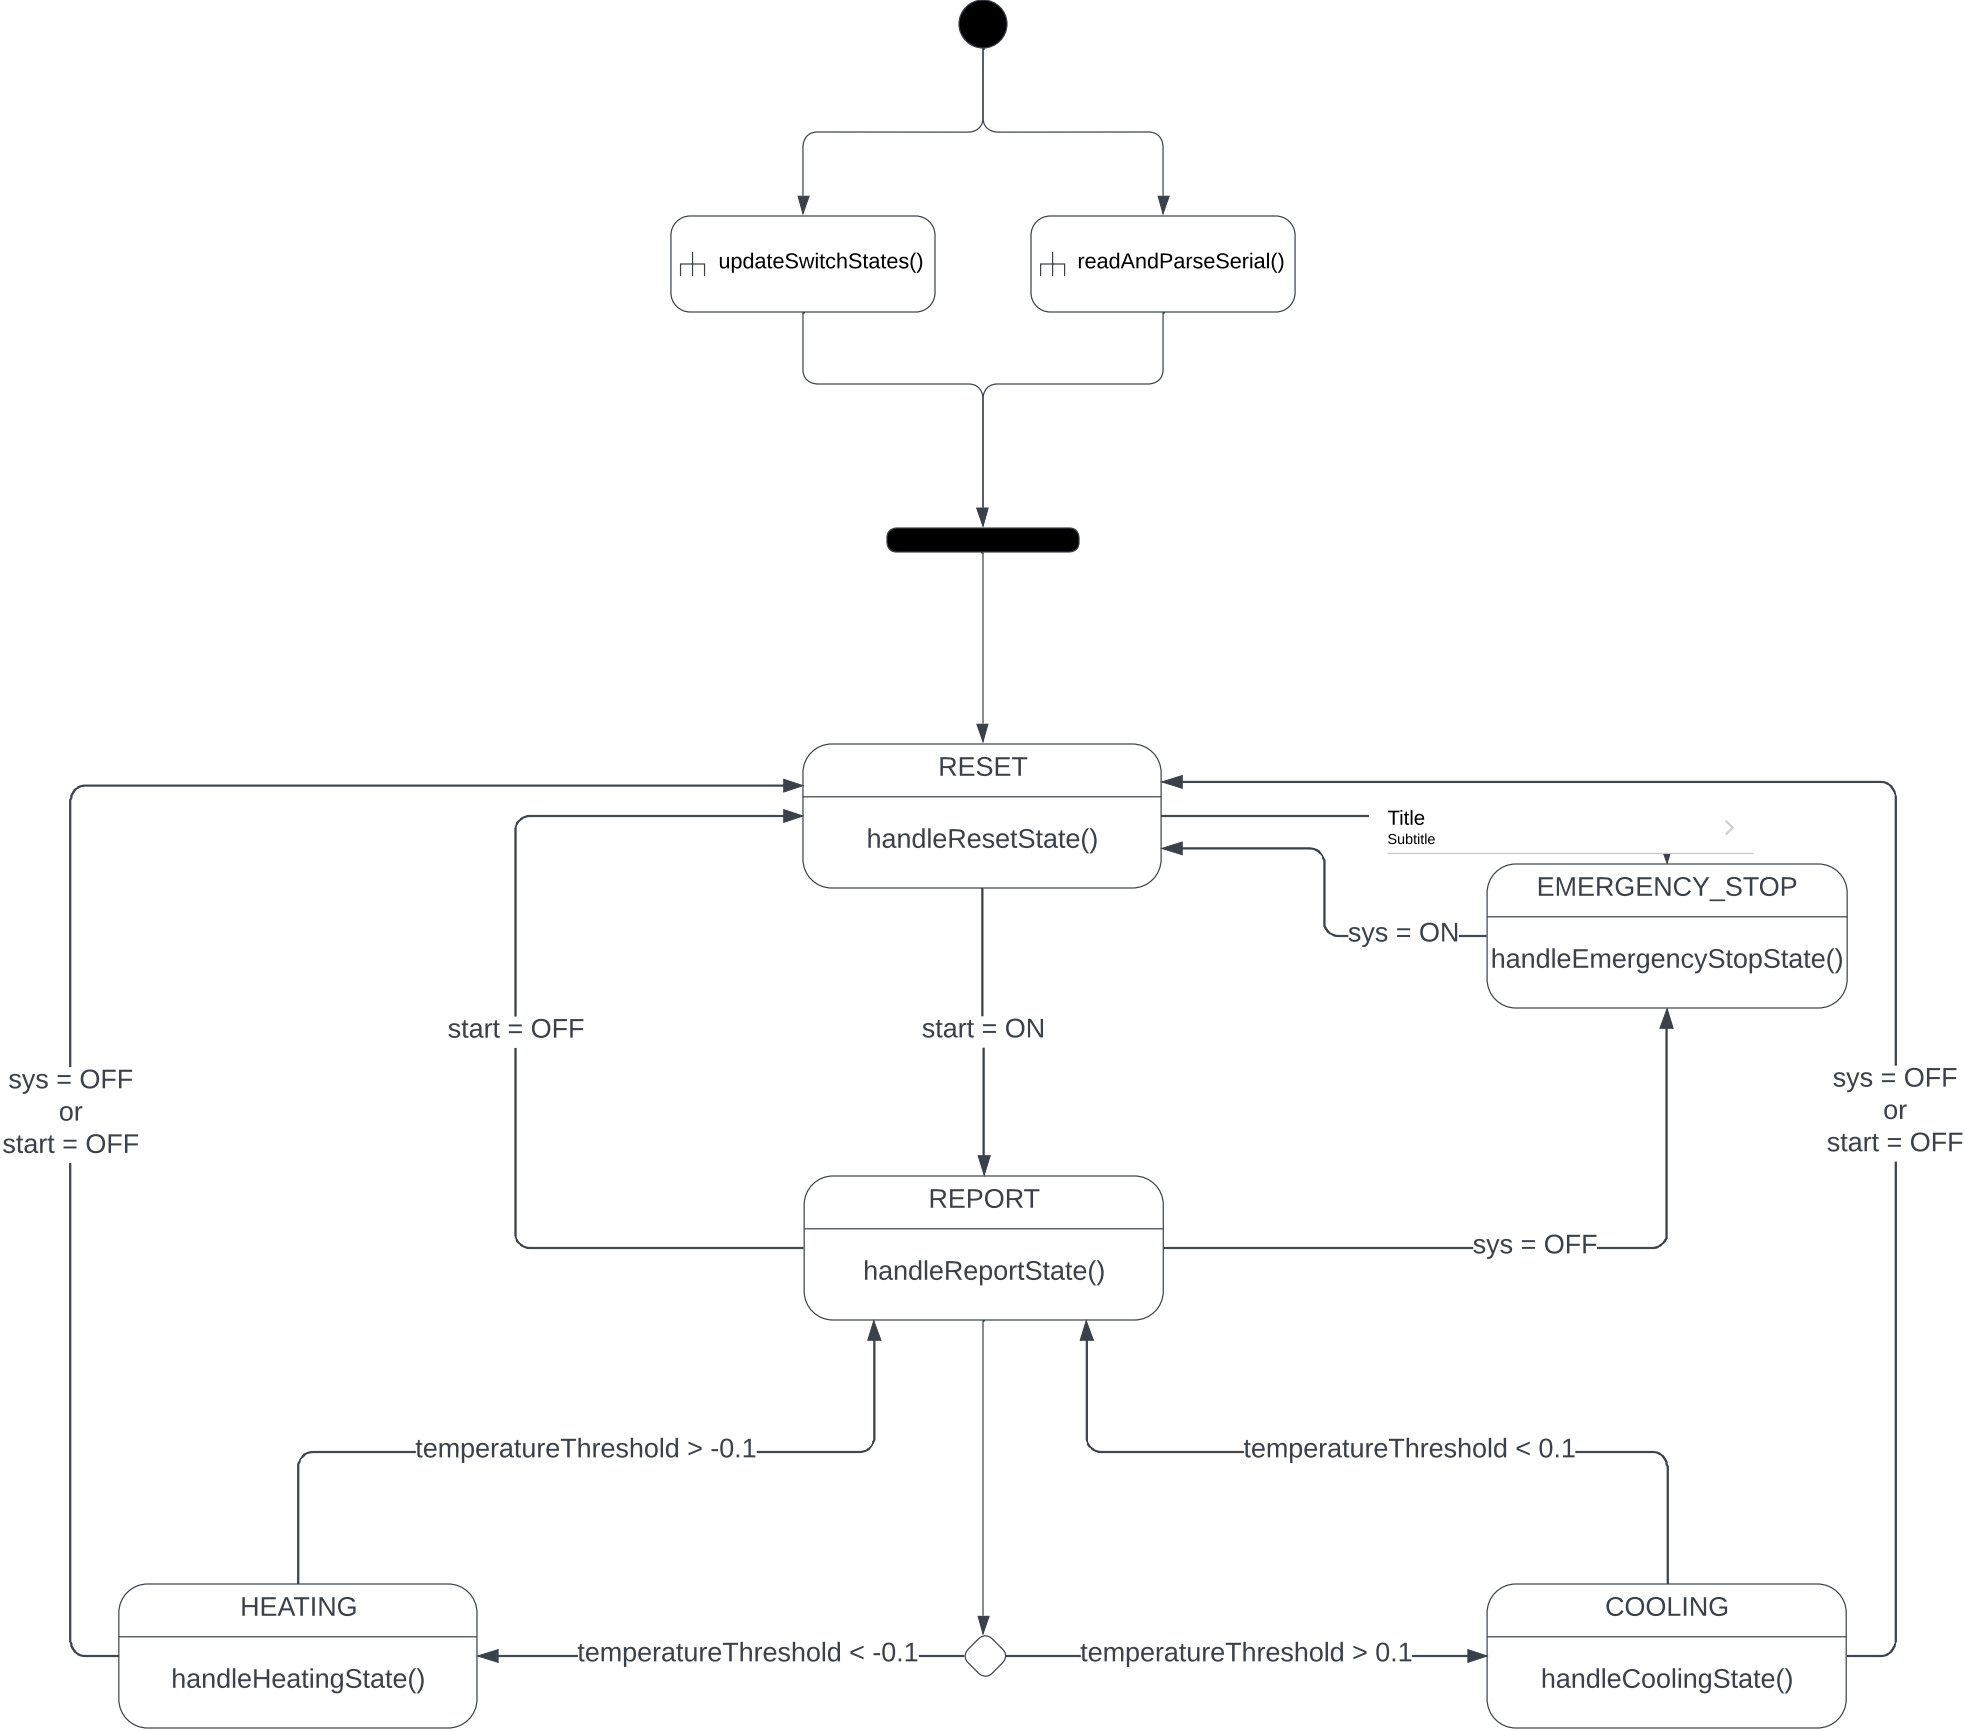 updateSwitchStates()
readAndParseSerial()
RESET
handleResetState()
Title
Subtitle
EMERGENCY_STOP
handleEmergencyStopState()
sys = ON
start = OFF
start = ON
sys = OFF
or
start = OFF
sys = OFF
or
start = OFF
REPORT
handleReportState()
sys = OFF
temperatureThreshold > -0.1
temperatureThreshold < 0.1
HEATING
handleHeatingState()
temperatureThreshold < -0.1
temperatureThreshold > 0.1
COOLING
handleCoolingState()